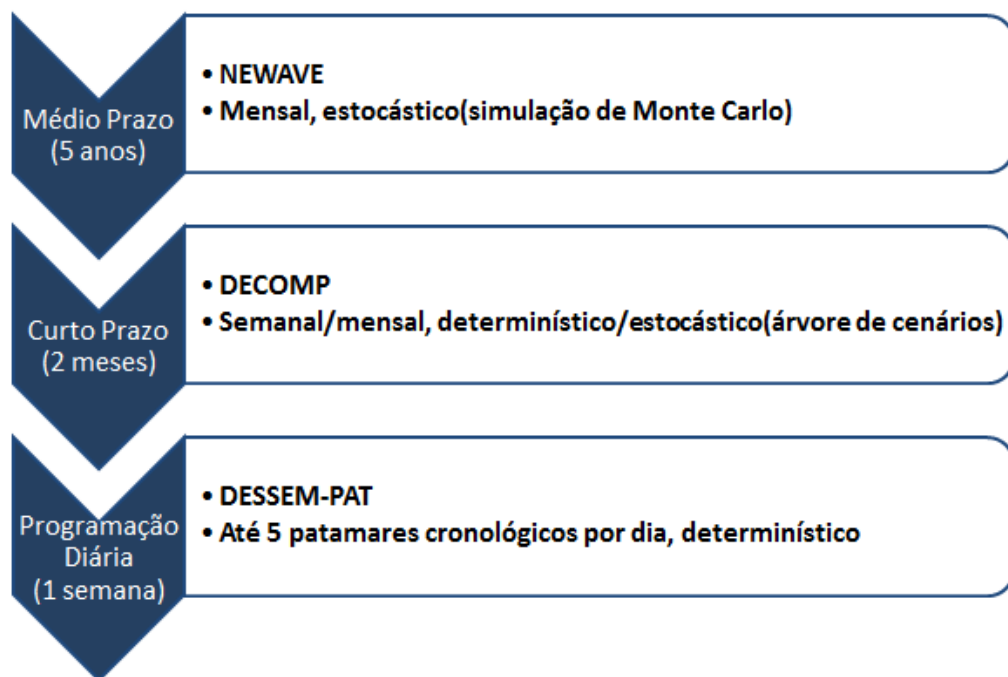 Médio Prazo
(5 anos)
• NEWAVE
• Mensal, estocástico(simulação de Monte Carlo)
Curto Prazo
(2 meses)
• DECOMP
• Semanal/mensal, determinístico/estocástico(árvore de cenários)
Programação
Diária
(1 semana)
• DESSEM-PAT
• Até 5 patamares cronológicos por dia, determinístico